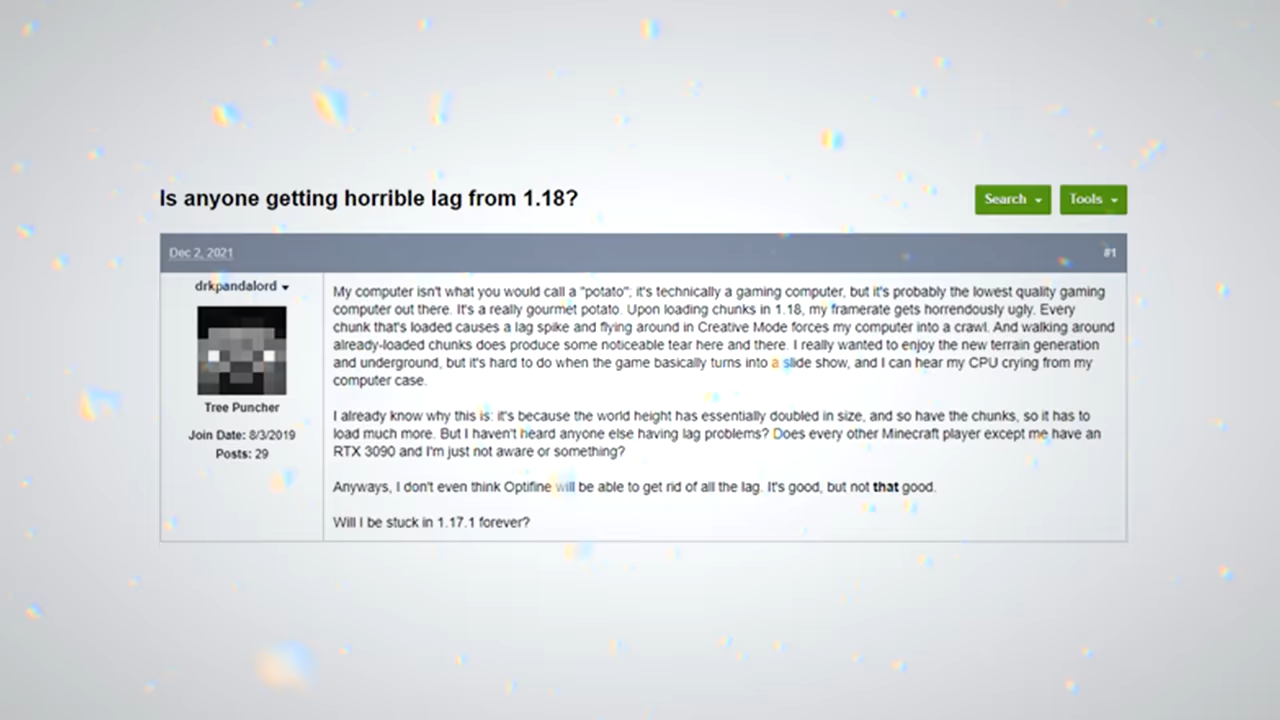 Is anyone getting horrible lag from 1.18?
Search
Tools
Dec 2, 2021
#1
drkpandalord
Tree Puncher
Join Date: 8/3/2019
Posts: 29
My computer isn't what you would call a "potato"; it's technically a gaming computer, but it's probably the lowest quality gaming
computer out there. It's a really gourmet potato. Upon loading chunks in 1.18, my framerate gets horrendously ugly. Every
chunk that's loaded causes a lag spike and flying around in Creative Mode forces my computer into a crawl. And walking around
already-loaded chunks does produce some noticeable tear here and there. I really wanted to enjoy the new terrain generation
and underground, but it's hard to do when the game basically turns into a slide show, and I can hear my CPU crying from my
computer case.
I already know why this is: it's because the world height has essentially doubled in size, and so have the chunks, so it has to
load much more. But I haven't heard anyone else having lag problems? Does every other Minecraft player except me have an
RTX 3090 and I'm just not aware or something?
Anyways, I don't even think Optifine will be able to get rid of all the lag. It's good, but not that good.
Will I be stuck in 1.17.1 forever?